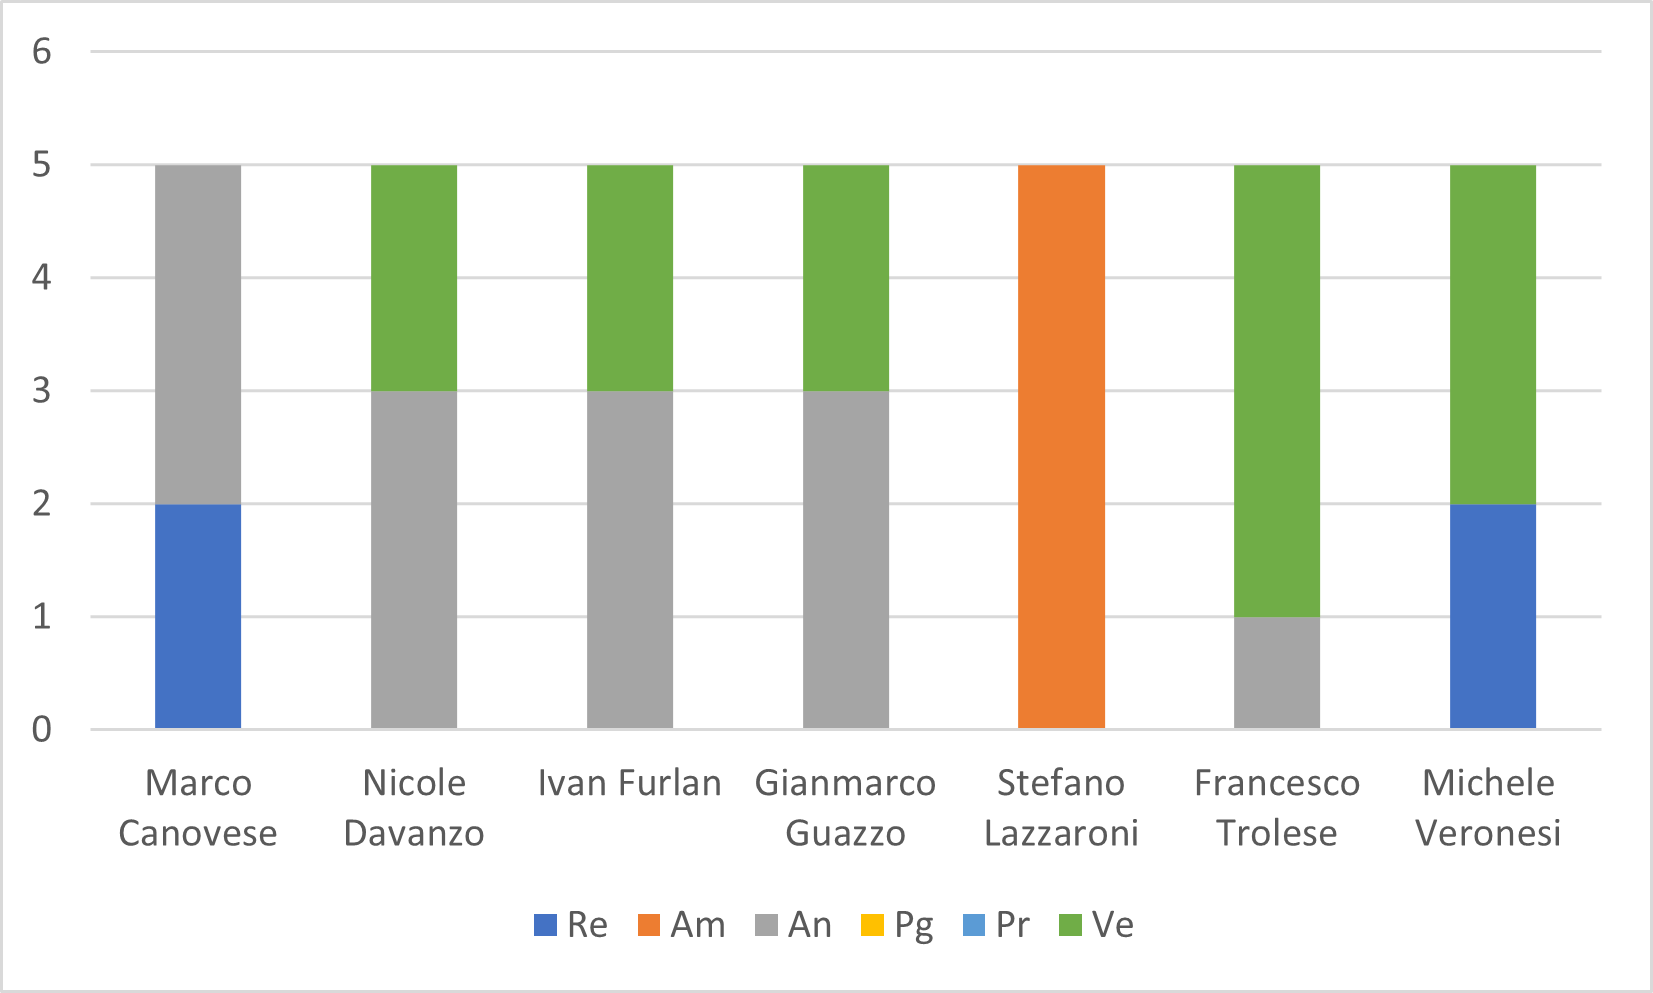 6
5
4
3
2
1
0
Marco Canovese
Nicole Davanzo
Ivan Furlan
Gianmarco Guazzo
Stefano Lazzaroni
Francesco Trolese
Michele Veronesi
Re Am An Pg Pr Ve